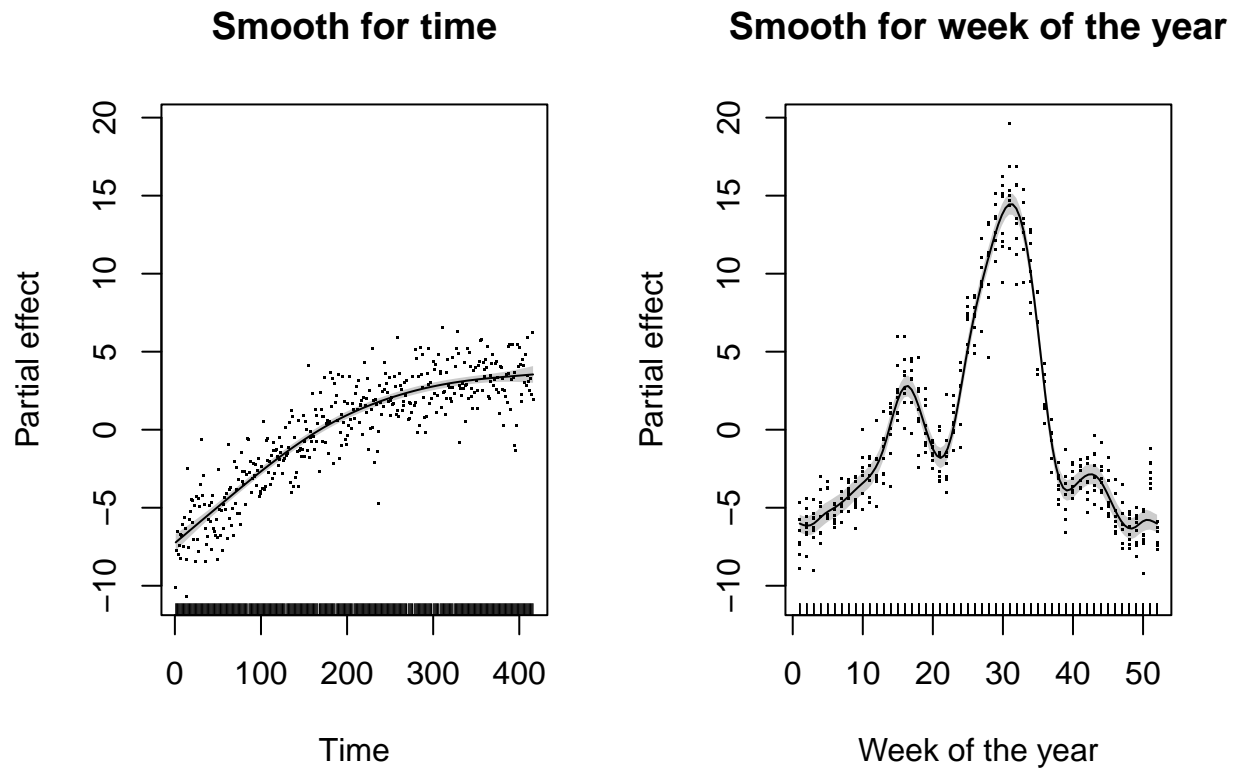 Smooth for time
Partial effect
20
15
10
5
0
−5
−10
0 100 200 300 400
Time
Smooth for week of the year
Partial effect
20
15
10
5
0
−5
−10
0 10 20 30 40 50
Week of the year